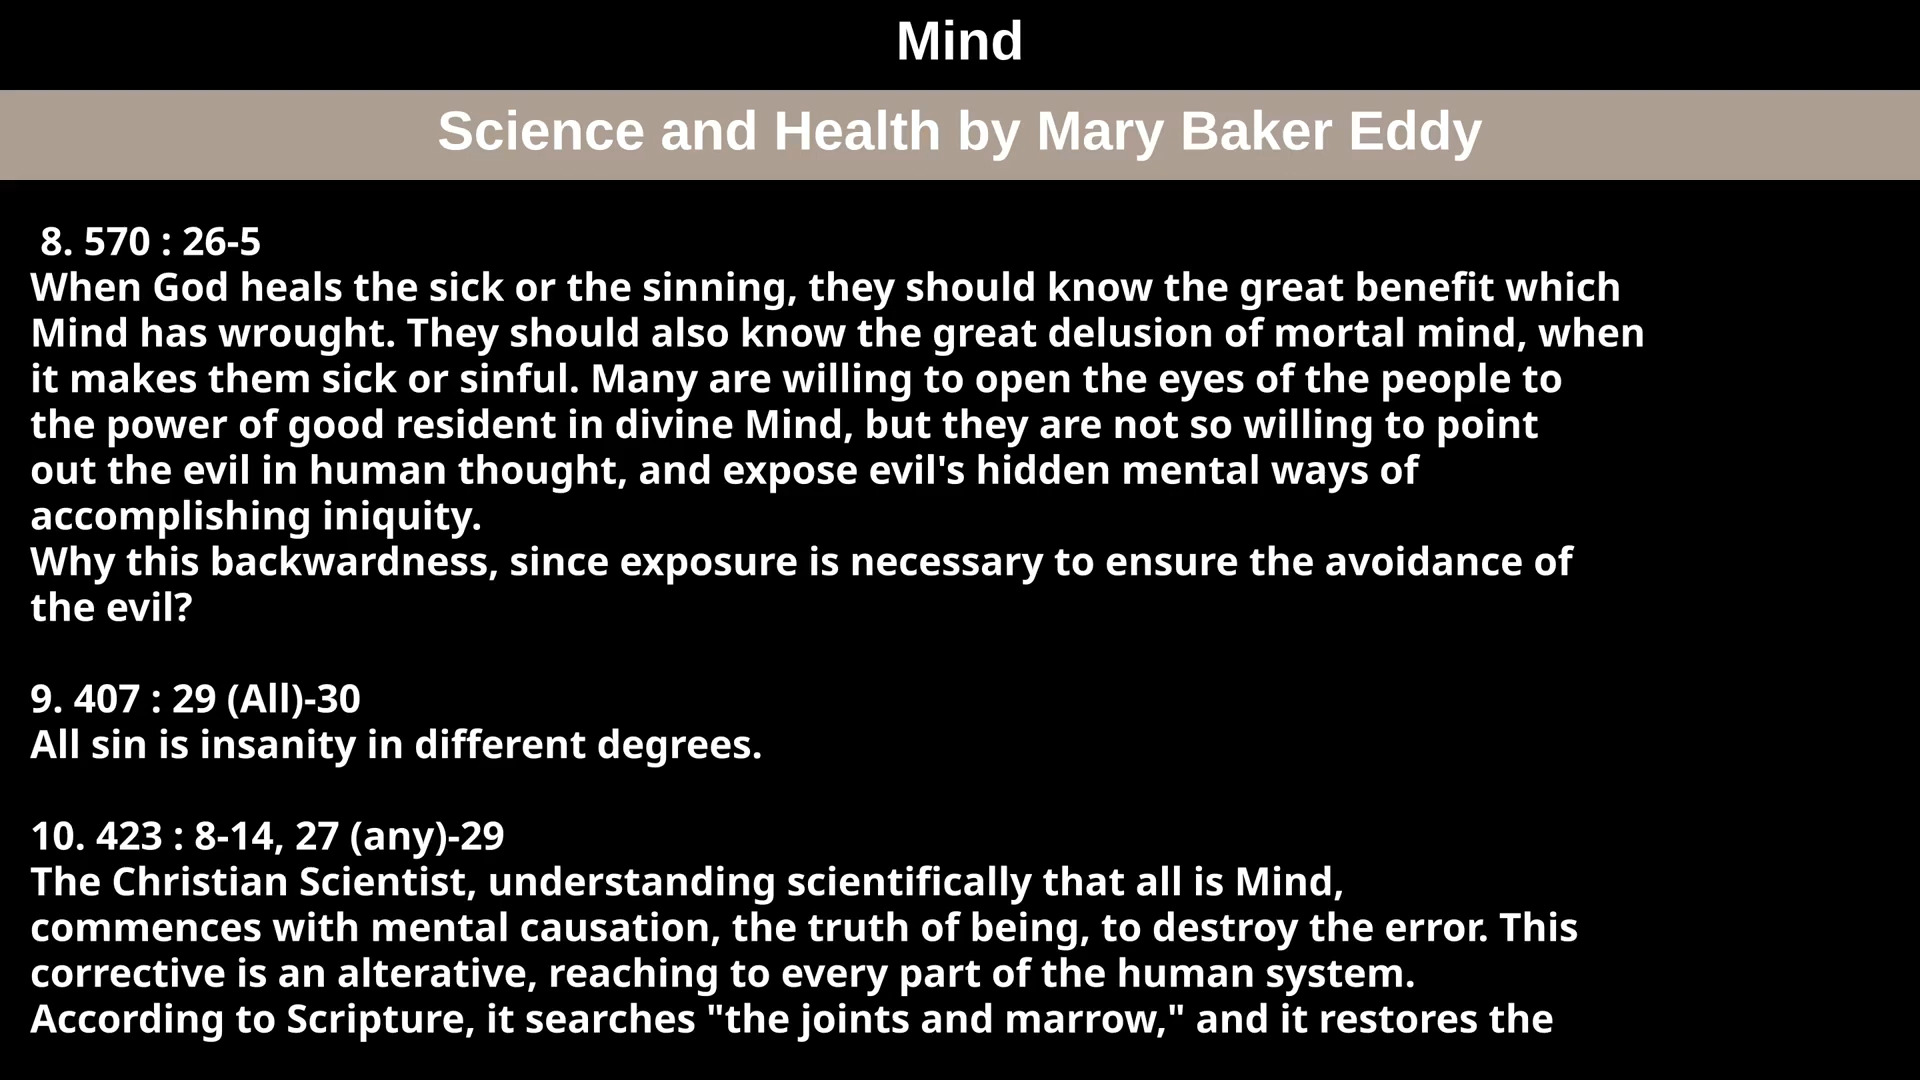 Mind
Science and Health by Mary Baker Eddy
8. 570 : 26-5
When God heals the sick or the sinning, they should know the great benefit which
Mind has wrought. They should also know the great delusion of mortal mind, when
it makes them sick or sinful. Many are willing to open the eyes of the people to
the power of good resident in divine Mind, but they are not so willing to point
out the evil in human thought, and expose evil's hidden mental ways of
accomplishing iniquity.
Why this backwardness, since exposure is necessary to ensure the avoidance of
the evil?
9. 407 : 29 (All)-30
All sin is insanity in different degrees.
10. 423 : 8-14, 27 (any)-29
The Christian Scientist, understanding scientifically that all is Mind,
commences with mental causation, the truth of being, to destroy the error. This
corrective is an alterative, reaching to every part of the human system.
According to Scripture, it searches "the joints and marrow," and it restores the